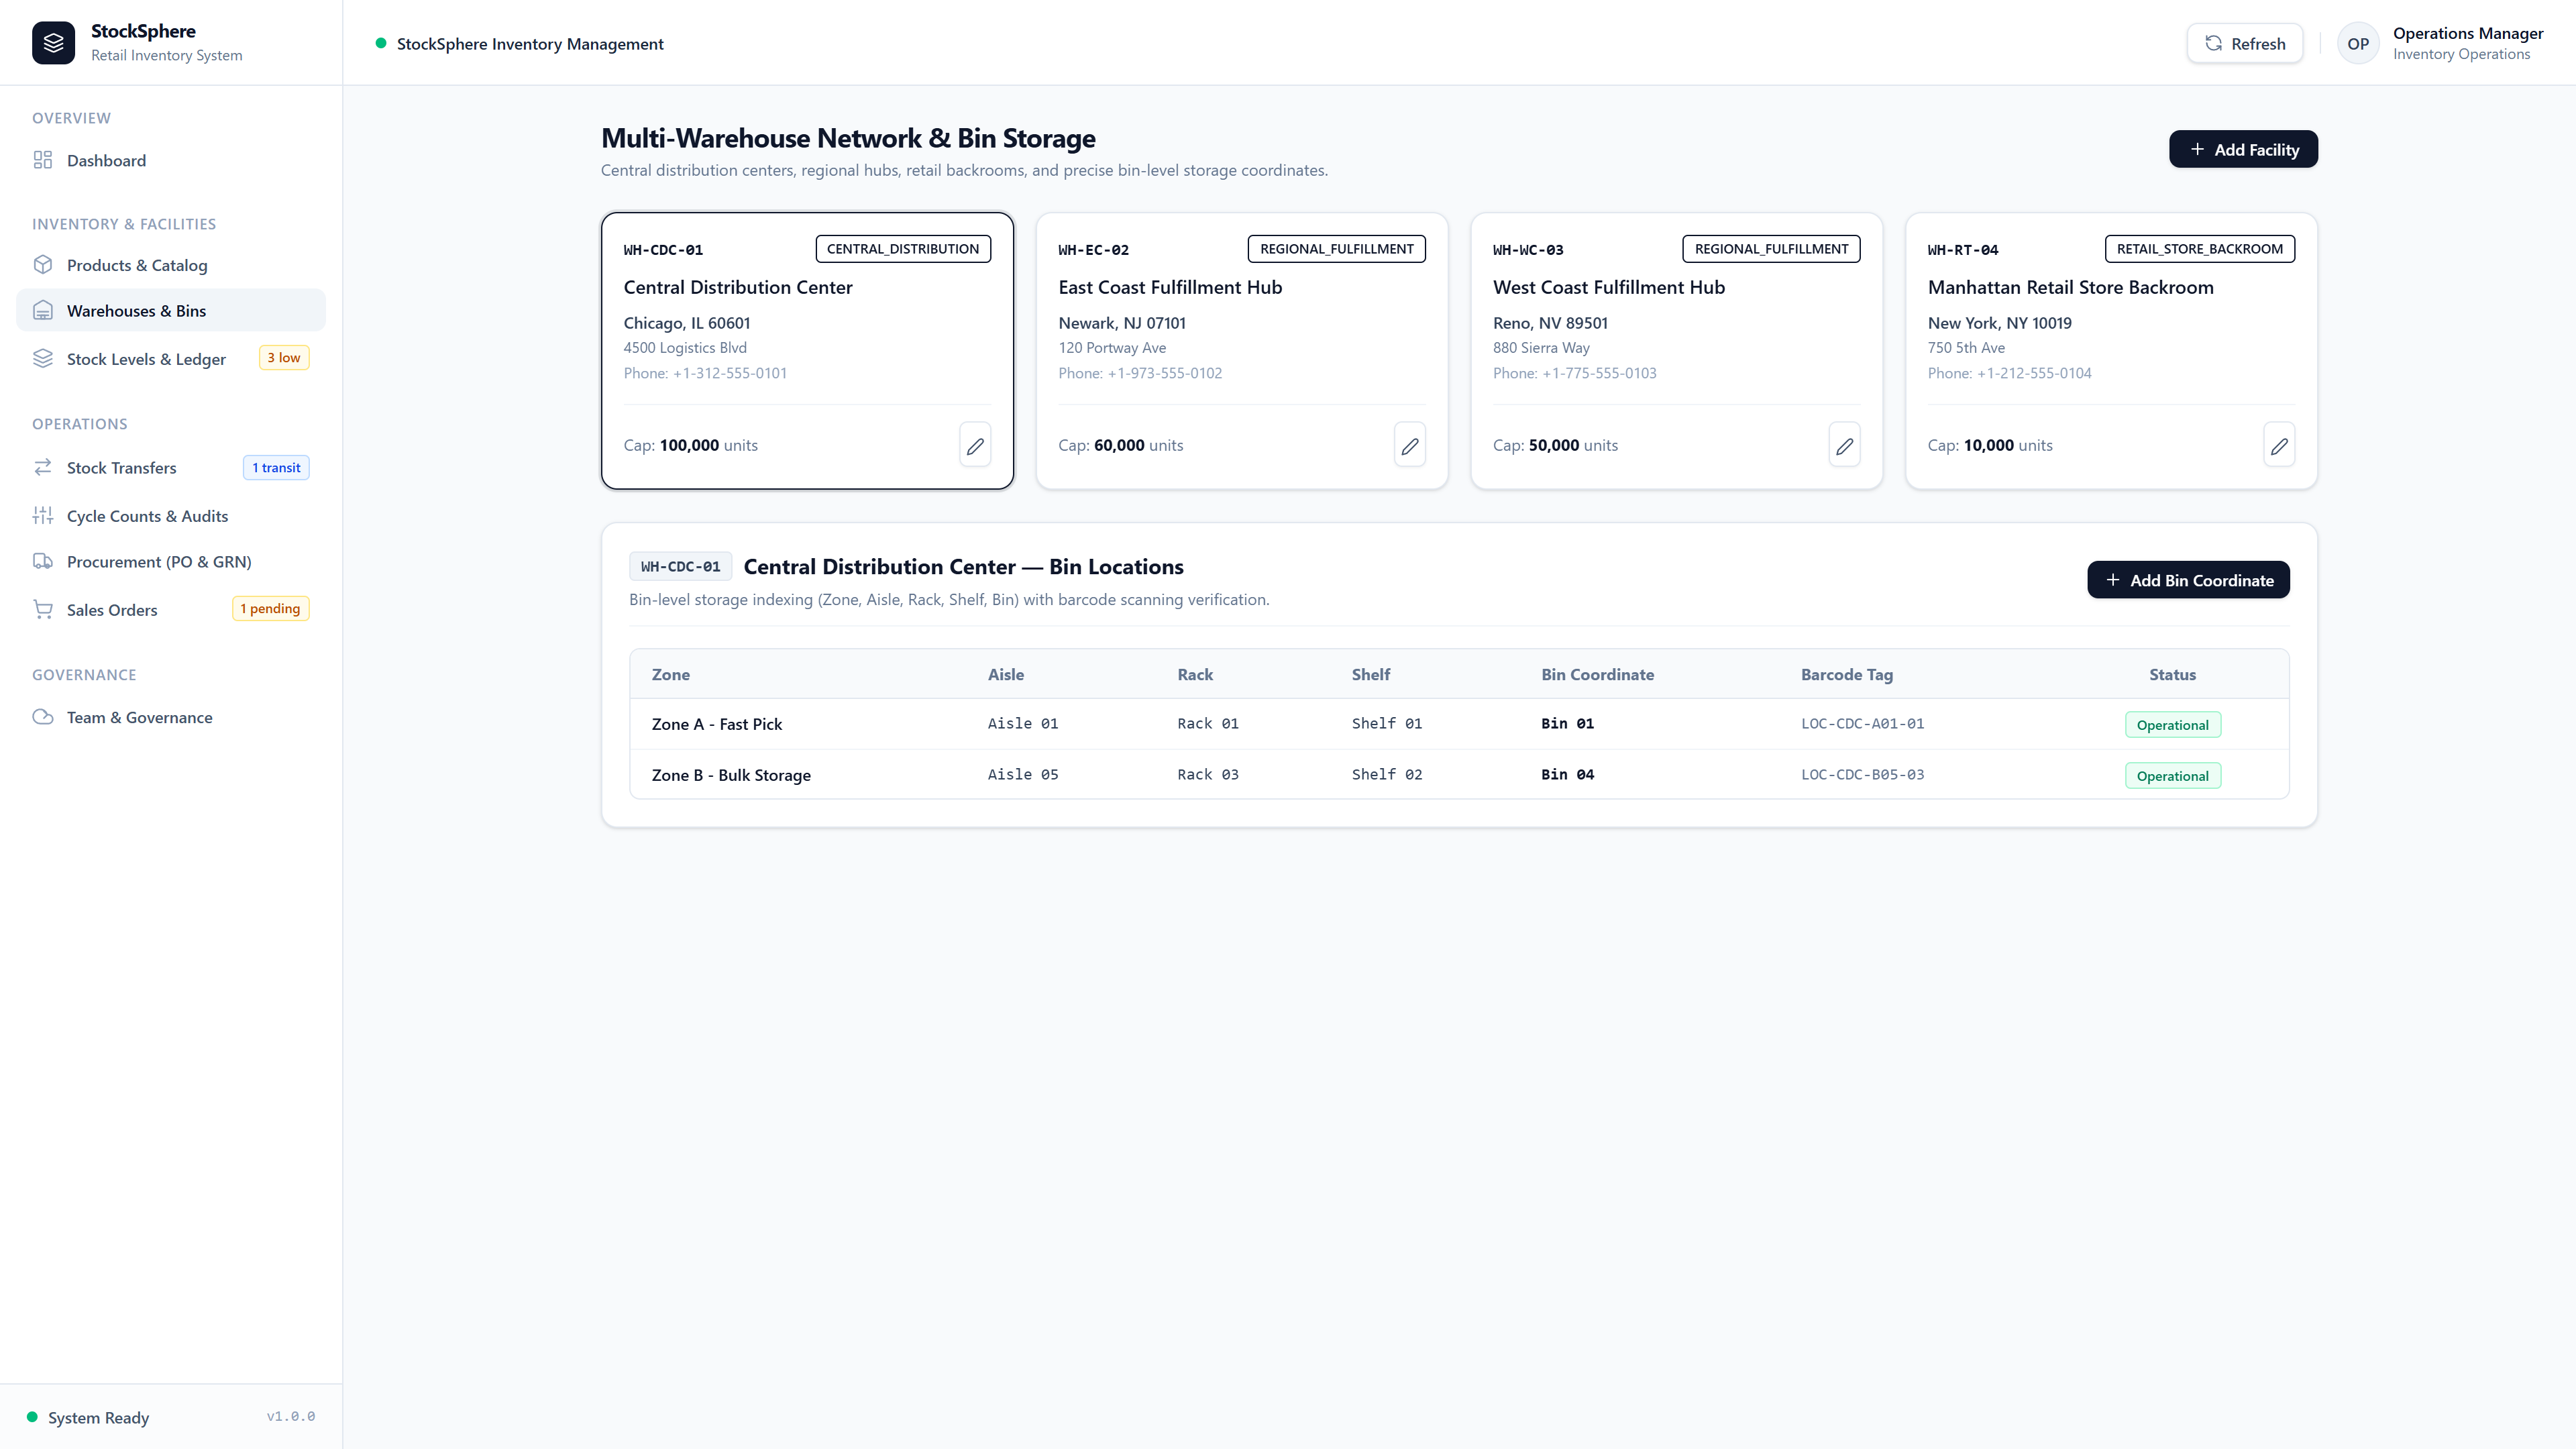 StockSphere
Retail Inventory System
StockSphere Inventory Management
Refresh
OP
Operations Manager
Inventory Operations
OVERVIEW
Dashboard
INVENTORY & FACILITIES
Products & Catalog
Warehouses & Bins
Stock Levels & Ledger 3 low
OPERATIONS
Stock Transfers 1 transit
Cycle Counts & Audits
Procurement (PO & GRN)
Sales Orders 1 pending
GOVERNANCE
Team & Governance
System Ready v1.0.0
Multi-Warehouse Network & Bin Storage
Central distribution centers, regional hubs, retail backrooms, and precise bin-level storage coordinates.
Add Facility
WH-CDC-01 CENTRAL_DISTRIBUTION
Central Distribution Center
Chicago, IL 60601
4500 Logistics Blvd
Phone: +1-312-555-0101
Cap: 100,000 units
WH-EC-02 REGIONAL_FULFILLMENT
East Coast Fulfillment Hub
Newark, NJ 07101
120 Portway Ave
Phone: +1-973-555-0102
Cap: 60,000 units
WH-WC-03 REGIONAL_FULFILLMENT
West Coast Fulfillment Hub
Reno, NV 89501
880 Sierra Way
Phone: +1-775-555-0103
Cap: 50,000 units
WH-RT-04 RETAIL_STORE_BACKROOM
Manhattan Retail Store Backroom
New York, NY 10019
750 5th Ave
Phone: +1-212-555-0104
Cap: 10,000 units
WH-CDC-01 Central Distribution Center — Bin Locations
Bin-level storage indexing (Zone, Aisle, Rack, Shelf, Bin) with barcode scanning verification.
Add Bin Coordinate
Zone Aisle Rack Shelf Bin Coordinate Barcode Tag Status
Zone A - Fast Pick Aisle 01 Rack 01 Shelf 01 Bin 01 LOC-CDC-A01-01 Operational
Zone B - Bulk Storage Aisle 05 Rack 03 Shelf 02 Bin 04 LOC-CDC-B05-03 Operational